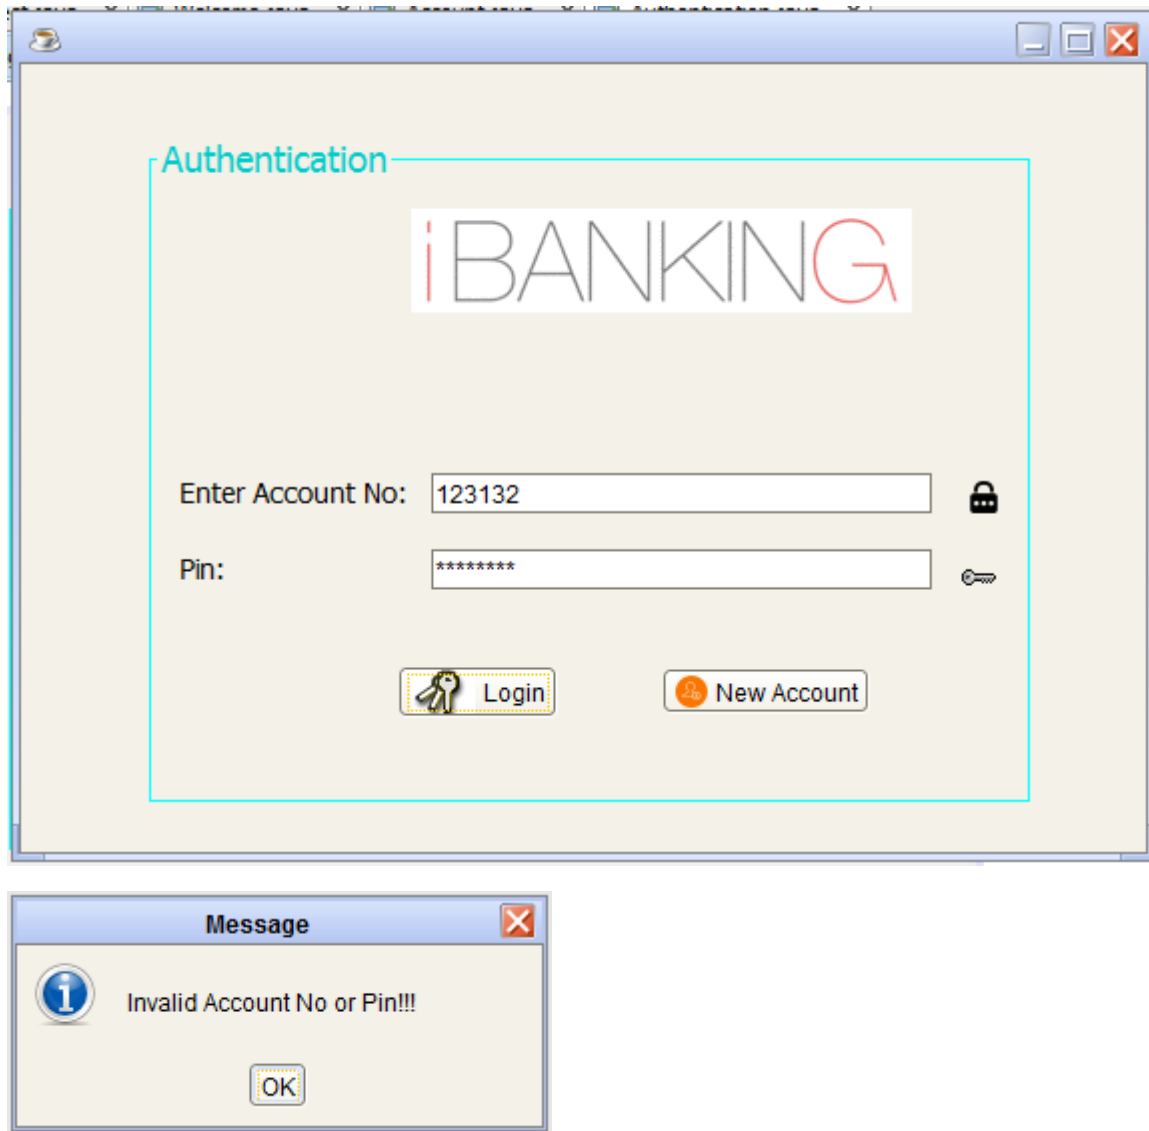 Authentication
iBANKING
Enter Account No: 123132
Pin: ********
Login New Account
Message
Invalid Account No or Pin!!!
OK